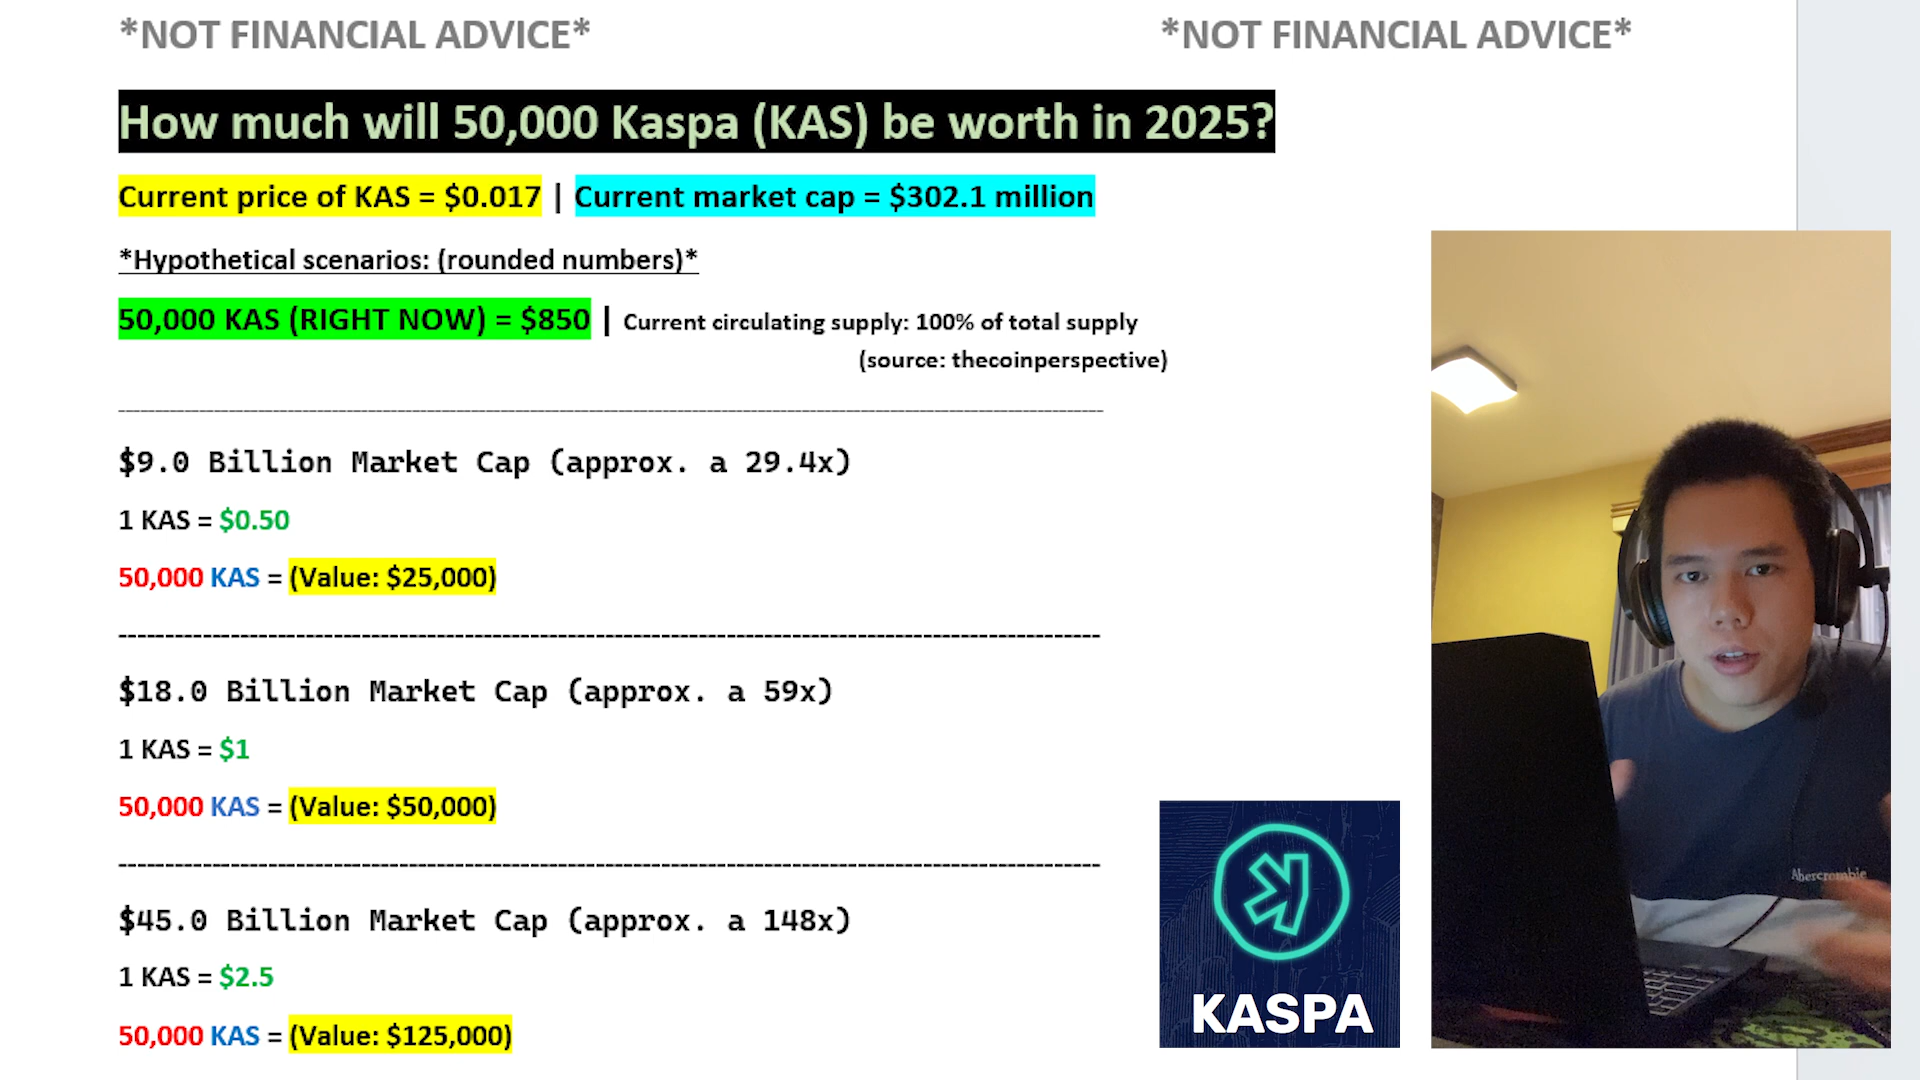 *NOT FINANCIAL ADVICE* *NOT FINANCIAL ADVICE*
How much will 50,000 Kaspa (KAS) be worth in 2025?
Current price of KAS = $0.017 | Current market cap = $302.1 million
*Hypothetical scenarios: (rounded numbers)*
50,000 KAS (RIGHT NOW) = $850 | Current circulating supply: 100% of total supply
(source: thecoinperspective)
$9.0 Billion Market Cap (approx. a 29.4x)
1 KAS = $0.50
50,000 KAS = (Value: $25,000)
$18.0 Billion Market Cap (approx. a 59x)
1 KAS = $1
50,000 KAS = (Value: $50,000)
$45.0 Billion Market Cap (approx. a 148x)
1 KAS = $2.5
50,000 KAS = (Value: $125,000)
KASPA
Abercrombie